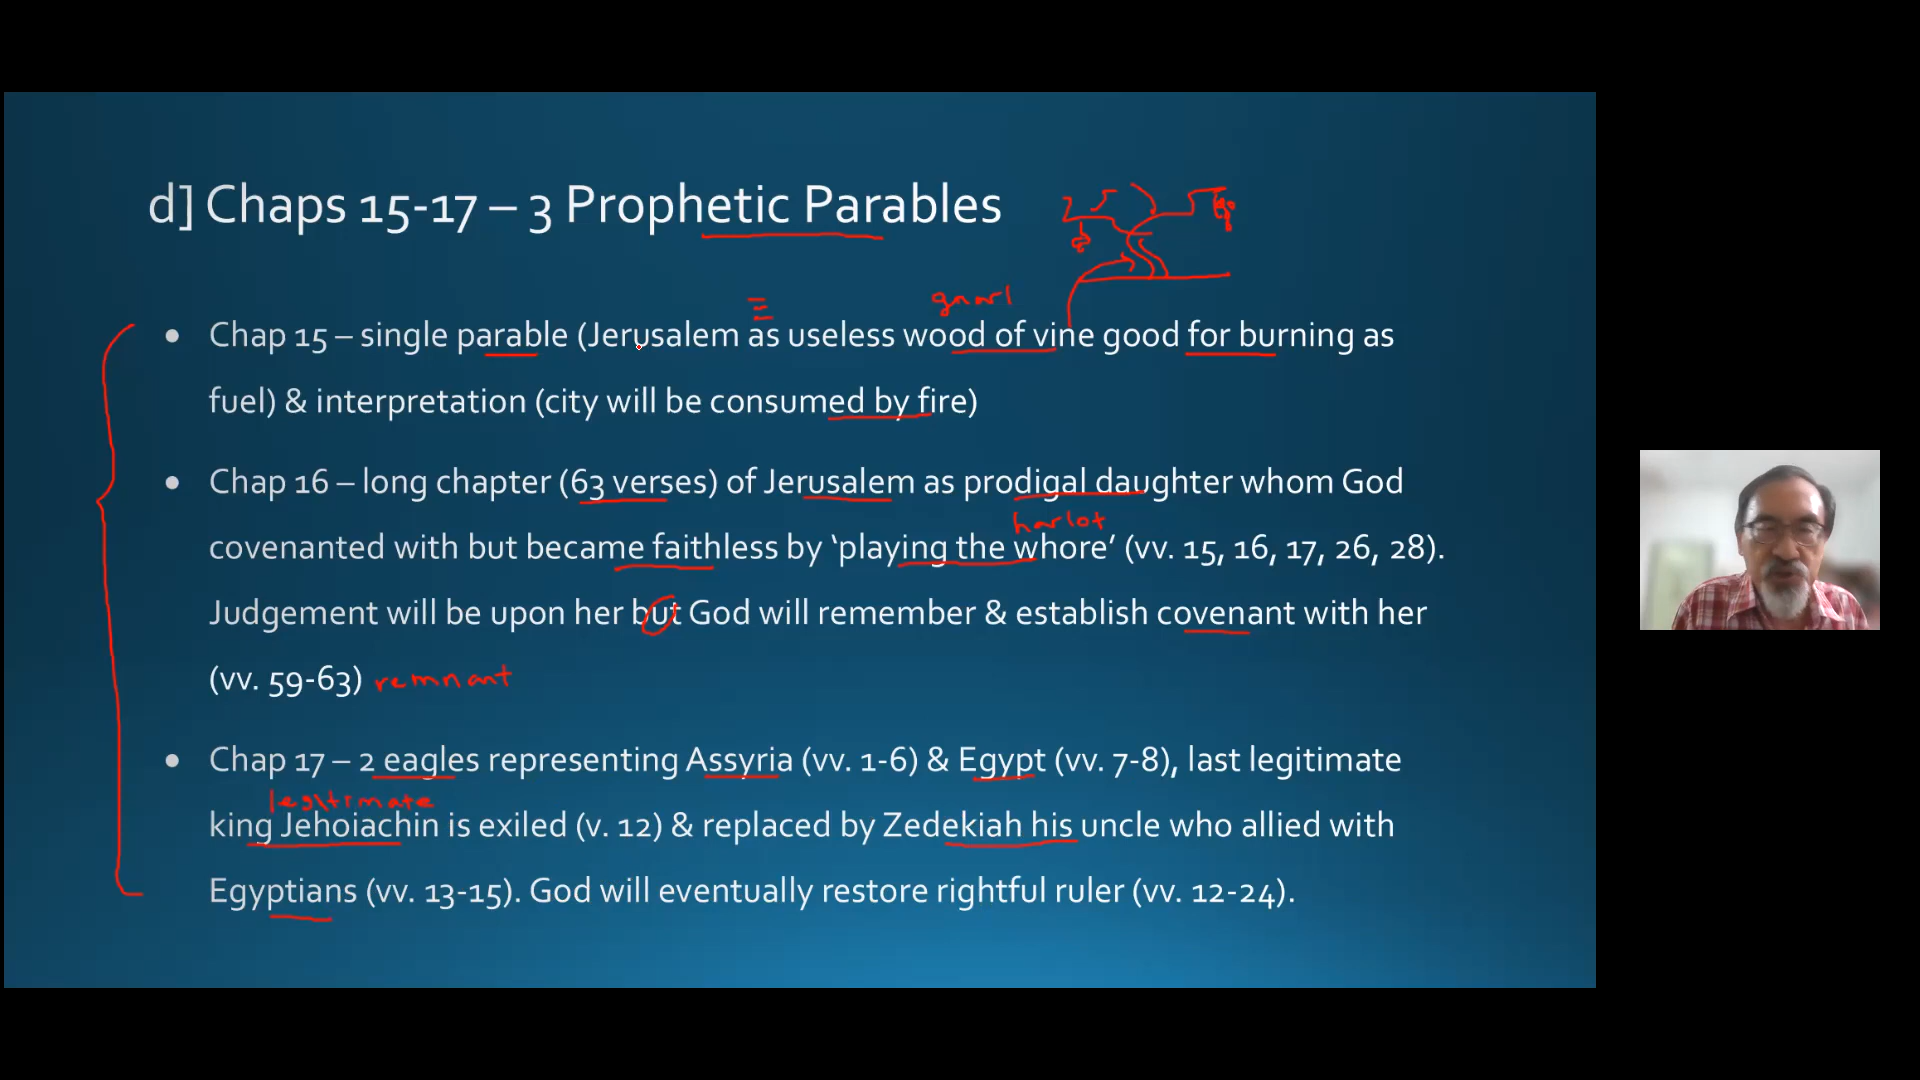 d] Chaps 15-17 – 3 Prophetic Parables
gnarl
• Chap 15 – single parable (Jerusalem as useless wood of vine good for burning as
fuel) & interpretation (city will be consumed by fire)
• Chap 16 – long chapter (63 verses) of Jerusalem as prodigal daughter whom God
harlot
covenanted with but became faithless by ‘playing the whore’ (vv. 15, 16, 17, 26, 28).
Judgement will be upon her but God will remember & establish covenant with her
(vv. 59-63) remnant
• Chap 17 – 2 eagles representing Assyria (vv. 1-6) & Egypt (vv. 7-8), last legitimate
legitimate
king Jehoiachin is exiled (v. 12) & replaced by Zedekiah his uncle who allied with
Egyptians (vv. 13-15). God will eventually restore rightful ruler (vv. 12-24).